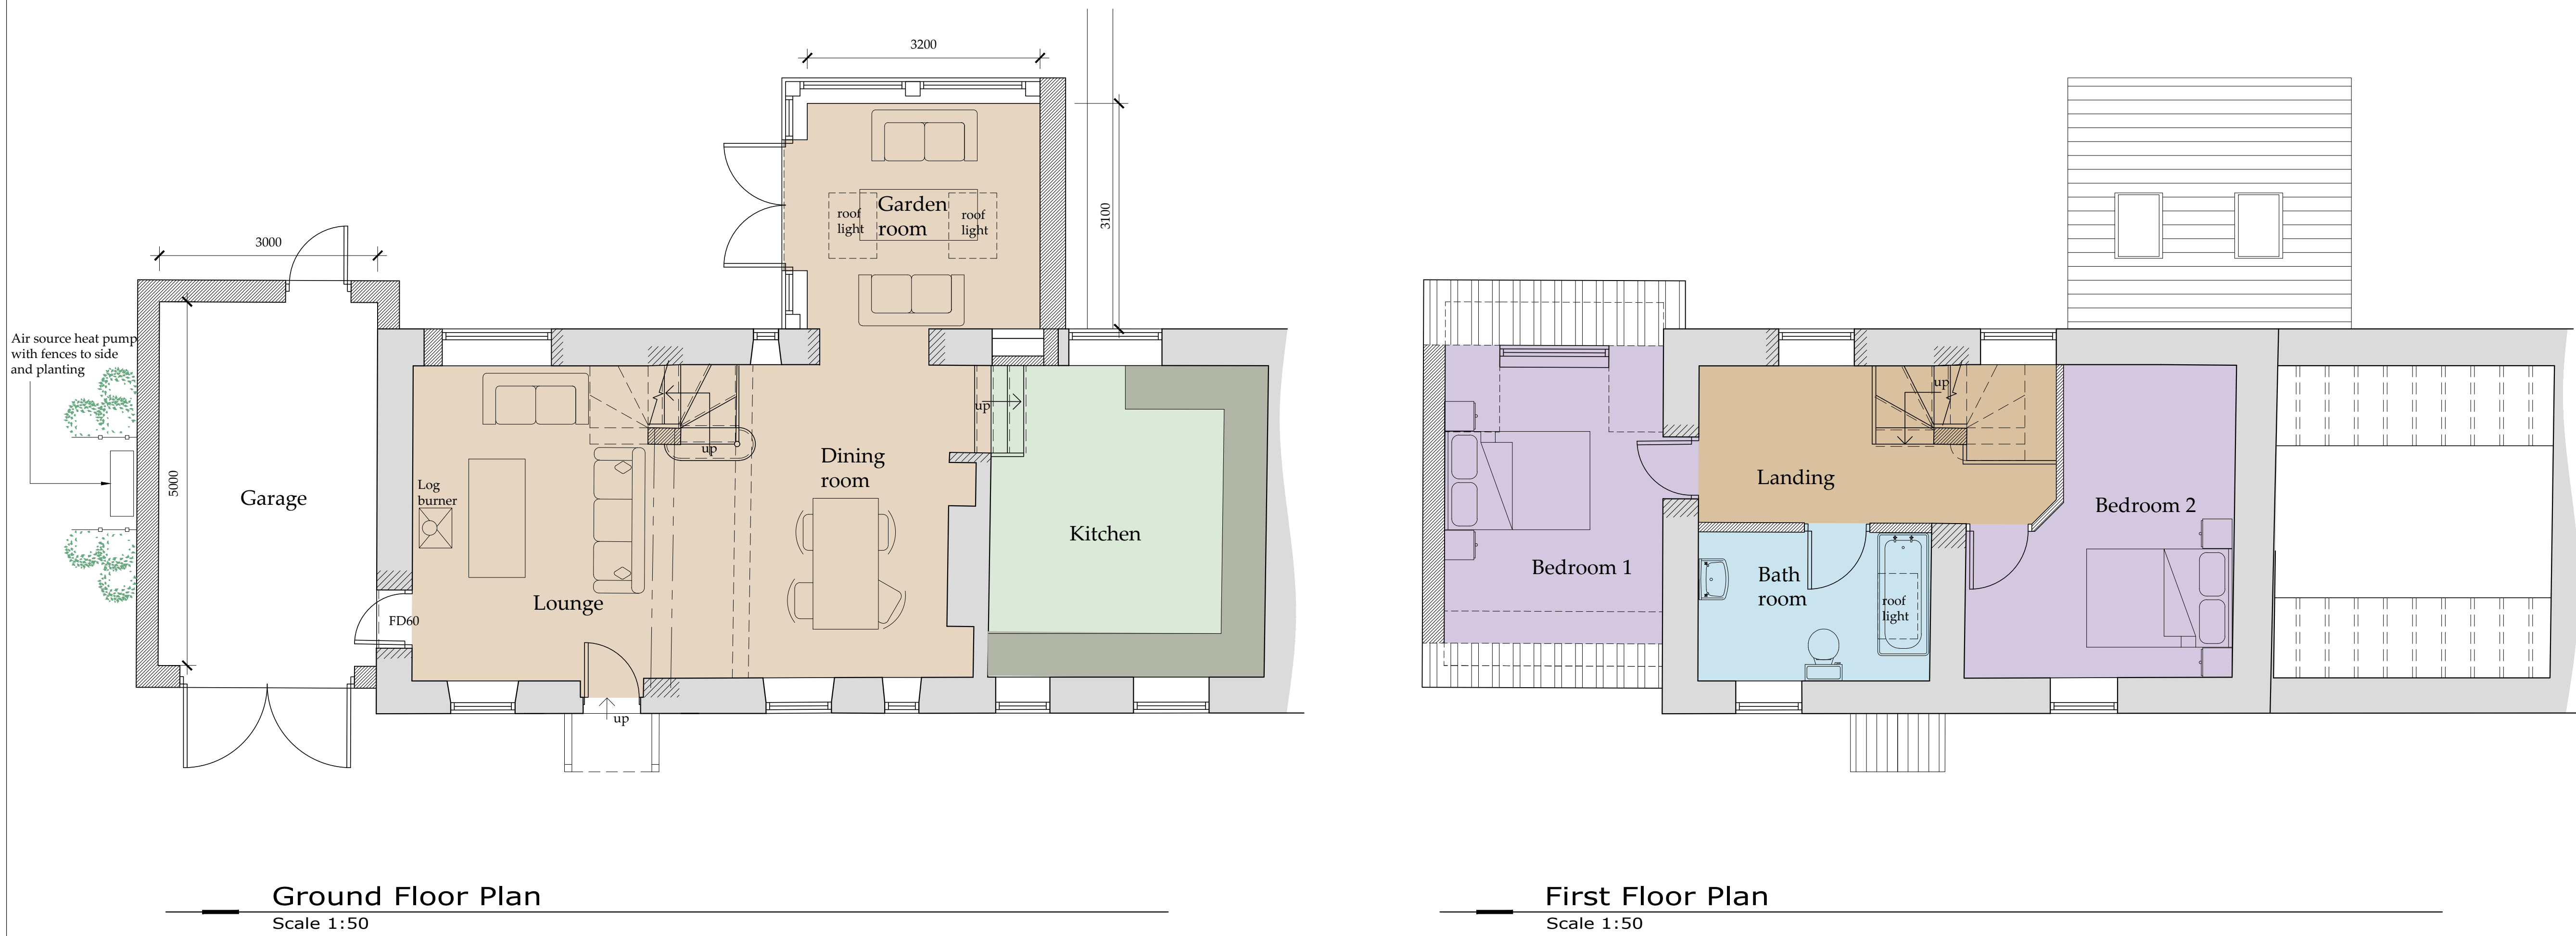 3200
3100
3000
5000
Air source heat pump
with fences to side
and planting
Garage
Log
burner
FD60
Lounge
up
up
Dining
room
Garden
room
roof
light
roof
light
up
Kitchen
Ground Floor Plan
Scale 1:50
Bedroom 1
Landing
up
Bath
room
roof
light
Bedroom 2
First Floor Plan
Scale 1:50